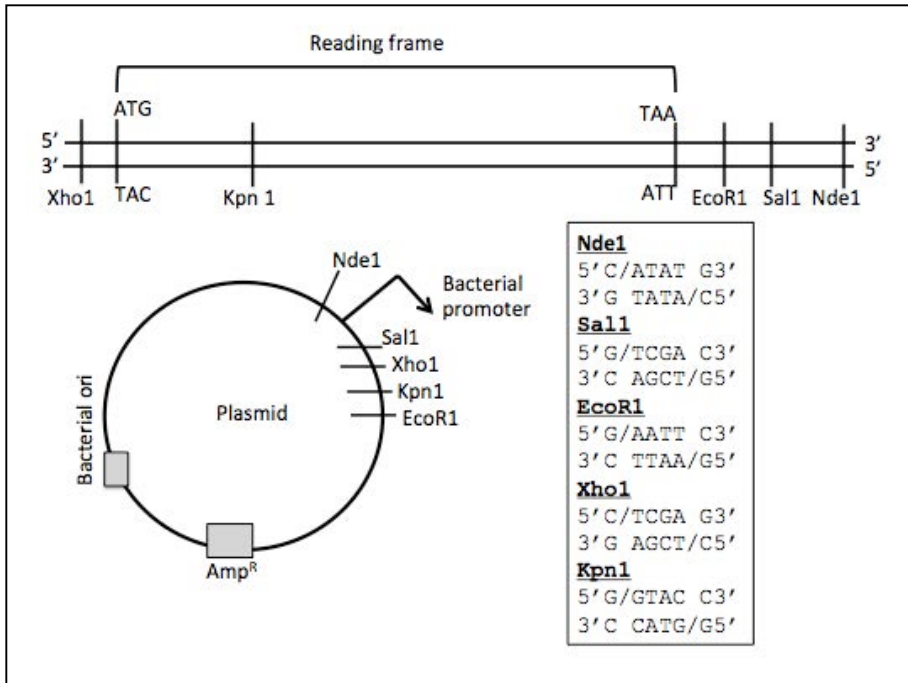 Reading frame
ATG
TAA
5’ 3’
3’ 5’
Xho1 TAC Kpn 1 ATT EcoR1 Sal1 Nde1
Nde1
Bacterial
promoter
Sal1
Xho1
Kpn1
EcoR1
Plasmid
Bacterial ori
AmpR
Nde1
5’C/ATAT G3’
3’G TATA/C5’
Sal1
5’G/TCGA C3’
3’C AGCT/G5’
EcoR1
5’G/AATT C3’
3’C TTAA/G5’
Xho1
5’C/TCGA G3’
3’G AGCT/C5’
Kpn1
5’G/GTAC C3’
3’C CATG/G5’